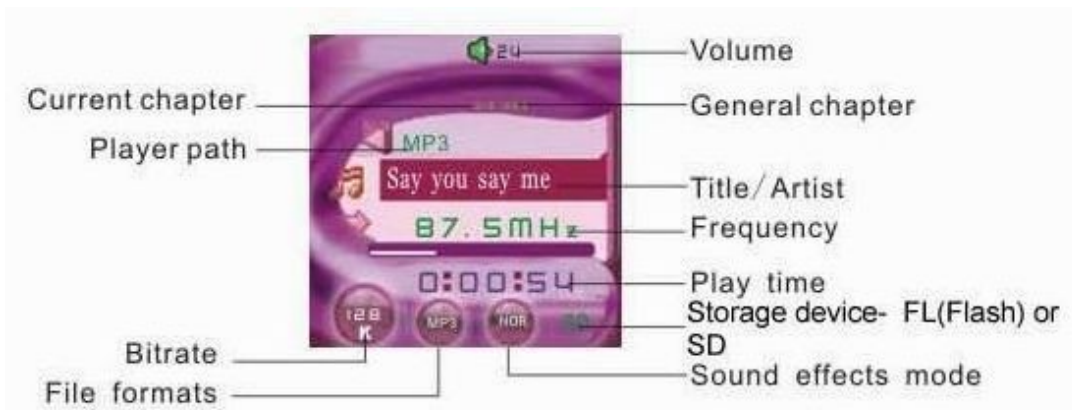 24
Volume
Current chapter
General chapter
Player path
MP3
Say you say me
Title/Artist
87.5MHz
Frequency
0:00:54
Play time
128
K
MP3
NOR
SD
Storage device- FL(Flash) or
SD
Bitrate
Sound effects mode
File formats